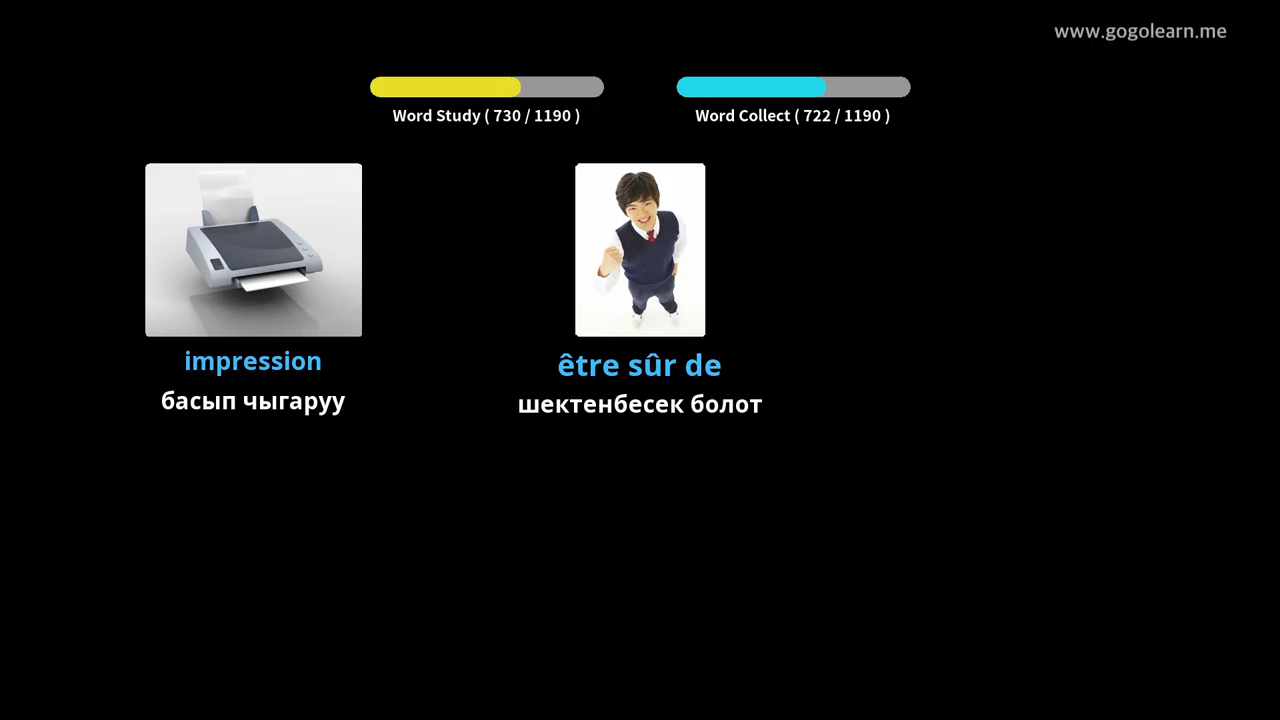 www.gogolearn.me
Word Study ( 730 / 1190 )
Word Collect ( 722 / 1190 )
impression
басып чыгаруу
être sûr de
шектенбесек болот